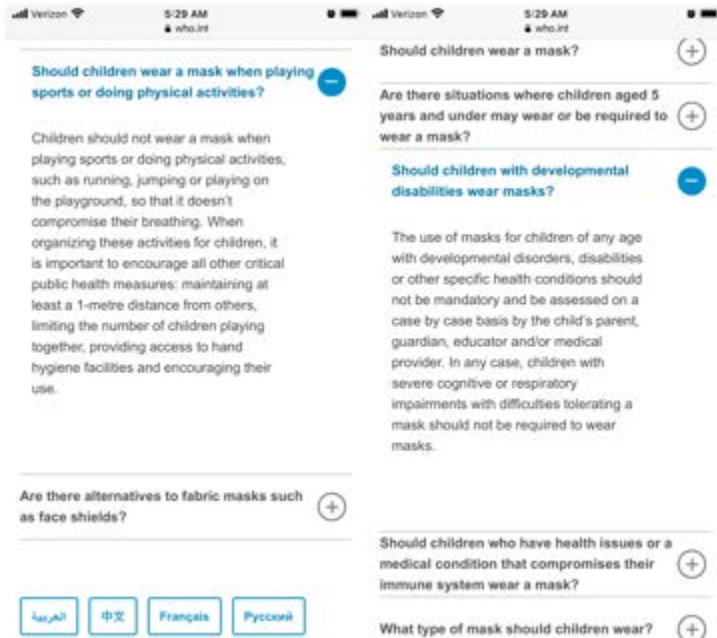 Verizon
5:29 AM
who.int
Should children wear a mask when playing
sports or doing physical activities?
Children should not wear a mask when
playing sports or doing physical activities,
such as running, jumping or playing on
the playground, so that it doesn't
compromise their breathing. When
organizing these activities for children, it
is important to encourage all other critical
public health measures: maintaining at
least a 1-metre distance from others,
limiting the number of children playing
together, providing access to hand
hygiene facilities and encouraging their
use.
Are there alternatives to fabric masks such
as face shields?
العربية
中文
Français
Русский
Verizon
5:29 AM
who.int
Should children wear a mask?
Are there situations where children aged 5
years and under may wear or be required to
wear a mask?
Should children with developmental
disabilities wear masks?
The use of masks for children of any age
with developmental disorders, disabilities
or other specific health conditions should
not be mandatory and be assessed on a
case by case basis by the child's parent,
guardian, educator and/or medical
provider. In any case, children with
severe cognitive or respiratory
impairments with difficulties tolerating a
mask should not be required to wear
masks.
Should children who have health issues or a
medical condition that compromises their
immune system wear a mask?
What type of mask should children wear?